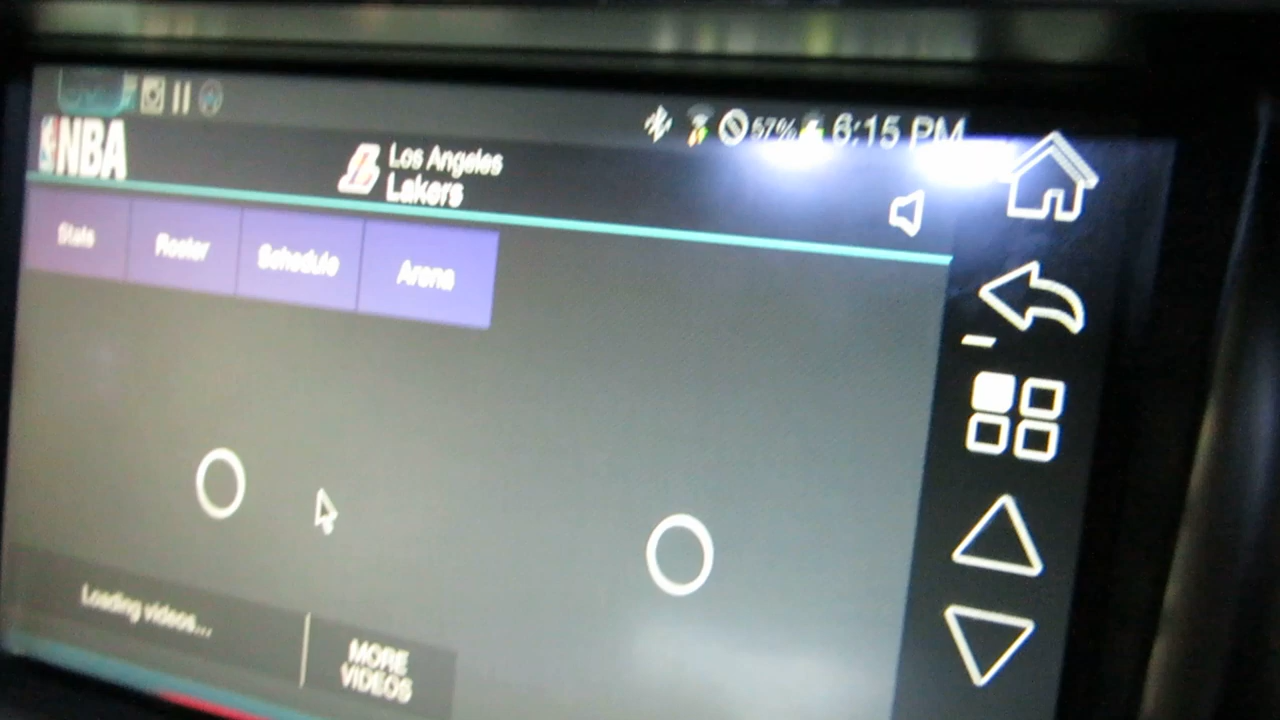 57% 6:15 PM
NBA
Los Angeles
Lakers
Stats Roster Schedule Arena
Loading videos...
MORE
VIDEOS